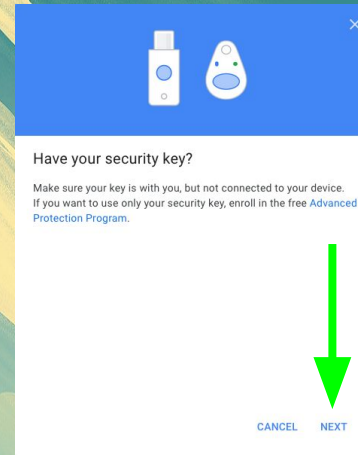 Have your security key?
Make sure your key is with you, but not connected to your device.
If you want to use only your security key, enroll in the free Advanced
Protection Program.
CANCEL NEXT